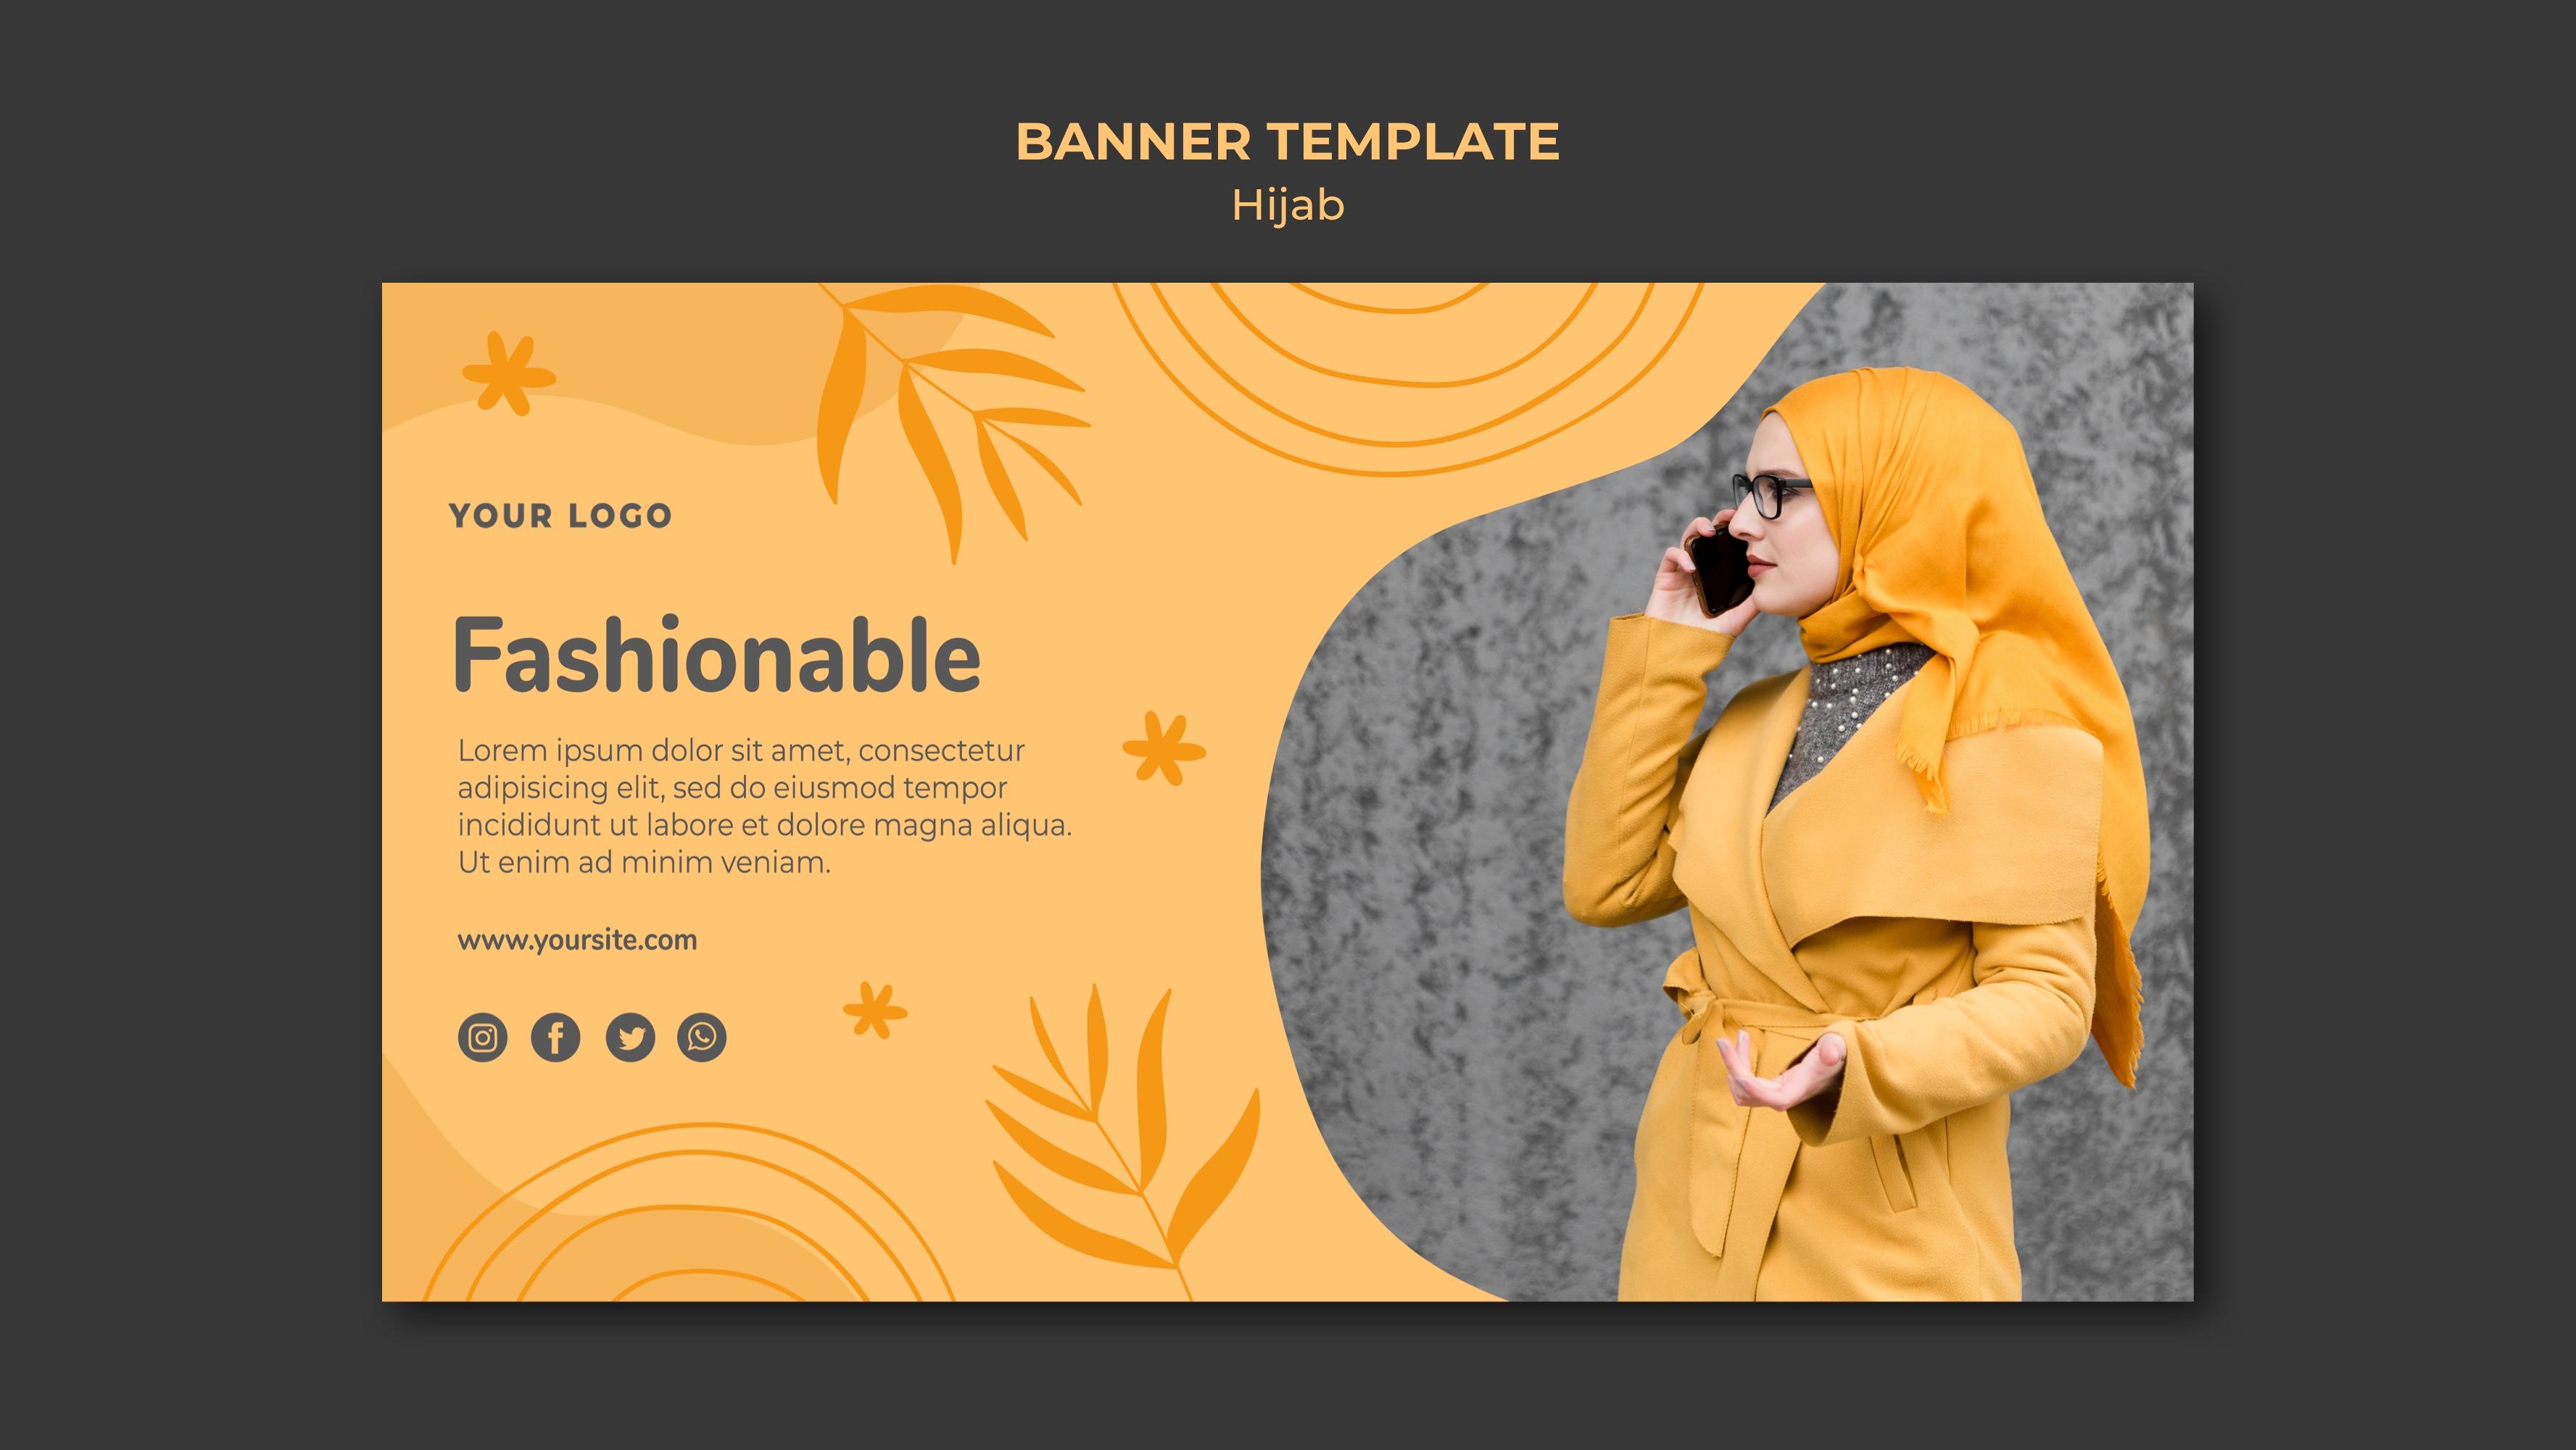 BANNER TEMPLATE
Hijab
YOUR LOGO
Fashionable
Lorem ipsum dolor sit amet, consectetur
adipisicing elit, sed do eiusmod tempor
incididunt ut labore et dolore magna aliqua.
Ut enim ad minim veniam.
www.yoursite.com